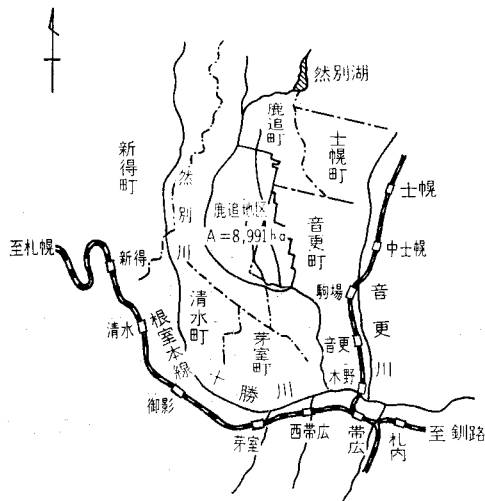 然別湖
鹿追町
士幌町
新得町
然別川
士幌
鹿追地区
A=8,991ha
音更町
中士幌
至札幌
新得
駒場
音更川
清水町
清水
根室本線
芽室町
音更
十勝川
木野
御影
芽室
西帯広
帯広
札内
至釧路